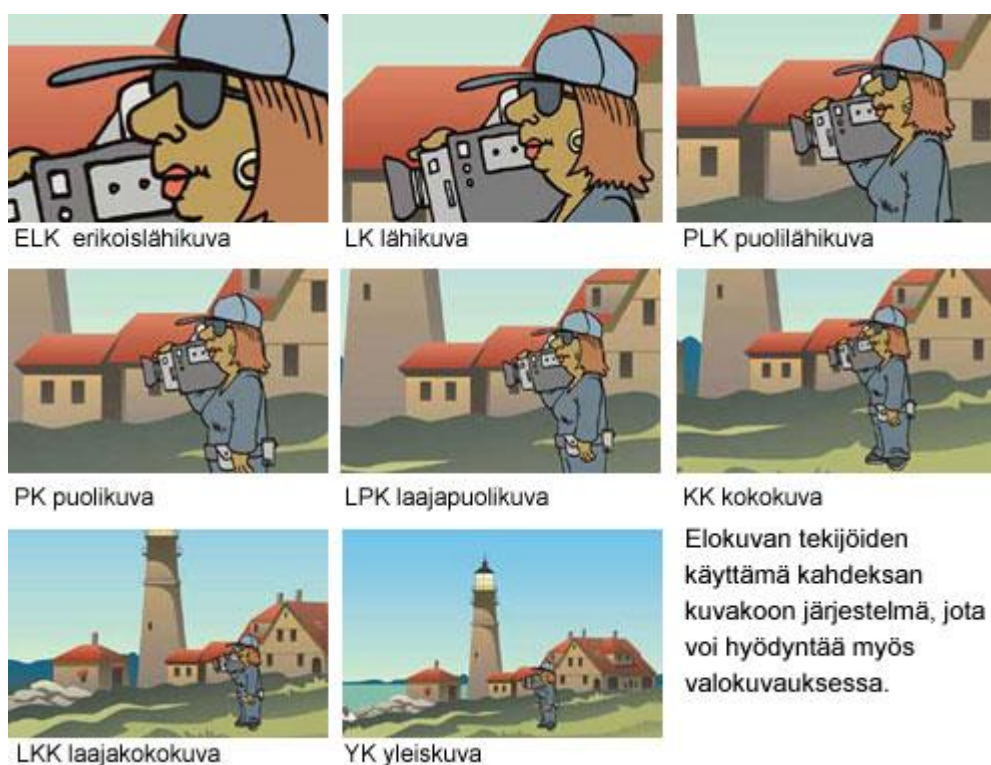 ELK erikoislähikuva
LK lähikuva
PLK puolilähikuva
PK puolikuva
LPK laajapuolikuva
KK kokokuva
LKK laajakokokuva
YK yleiskuva
Elokuvan tekijöiden
käyttämä kahdeksan
kuvakoon järjestelmä, jota
voi hyödyntää myös
valokuvauksessa.